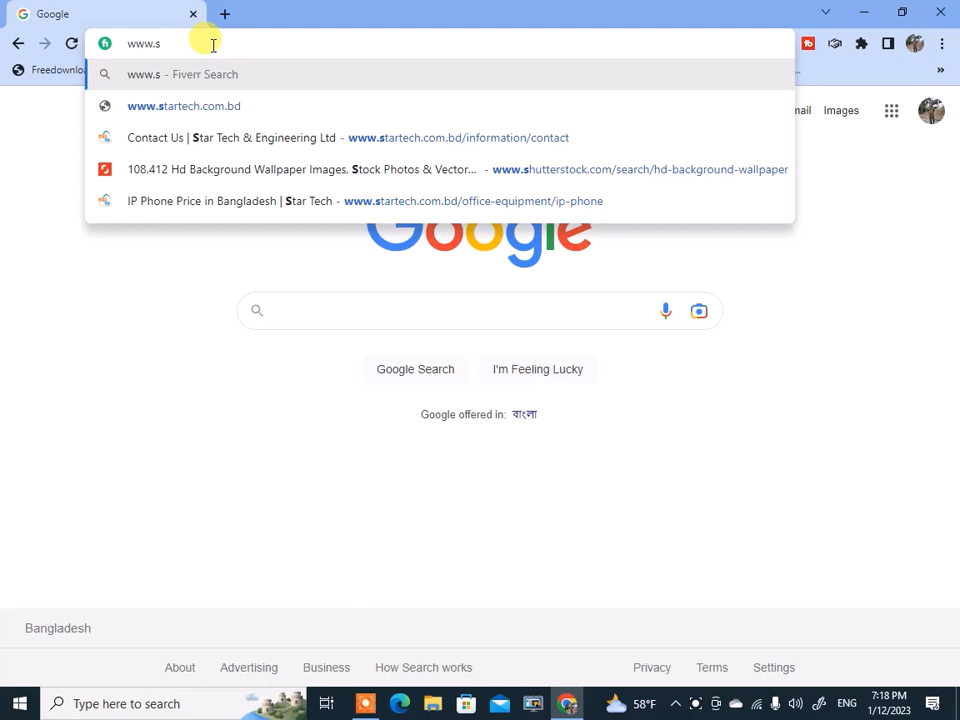 Google
www.s
Freedownloa
..
»
www.s - Fiverr Search
www.startech.com.bd
Contact Us | Star Tech & Engineering Ltd - www.startech.com.bd/information/contact
108,412 Hd Background Wallpaper Images, Stock Photos & Vector... - www.shutterstock.com/search/hd-background-wallpaper
IP Phone Price in Bangladesh | Star Tech - www.startech.com.bd/office-equipment/ip-phone
mail Images
Google
Google Search I'm Feeling Lucky
Google offered in: বাংলা
Bangladesh
About Advertising Business How Search works Privacy Terms Settings
Type here to search
58°F
ENG
7:18 PM
1/12/2023